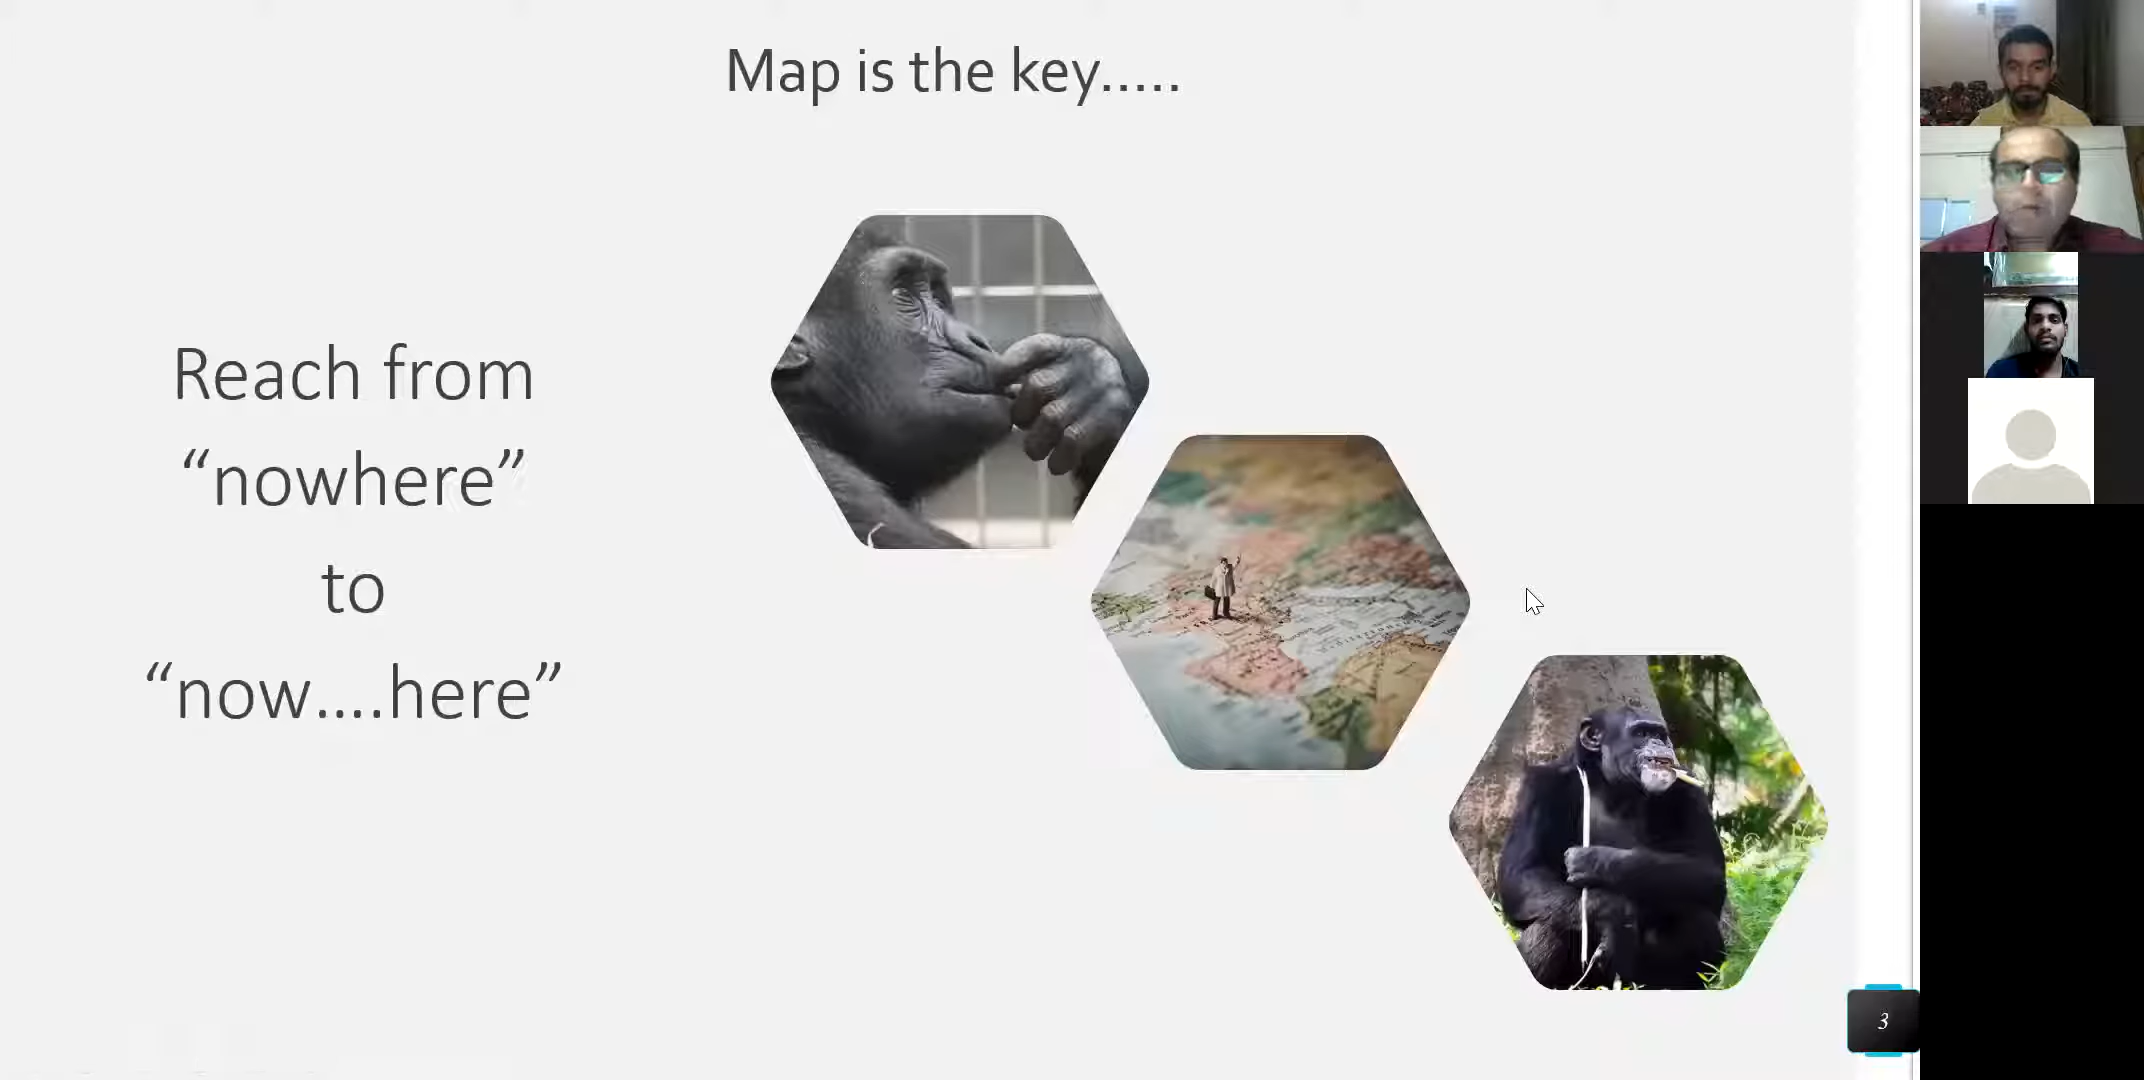 Map is the key.....
Reach from
“nowhere”
to
“now....here”
3